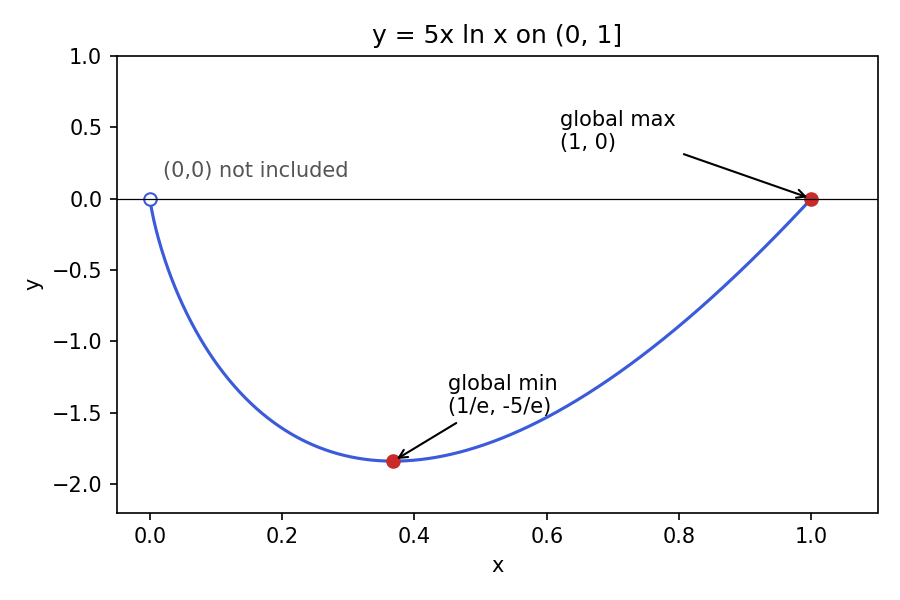 y = 5x ln x on (0, 1]
global max
(1, 0)
(0,0) not included
global min
(1/e, -5/e)
y
1.0
0.5
0.0
−0.5
−1.0
−1.5
−2.0
0.0 0.2 0.4 0.6 0.8 1.0
x